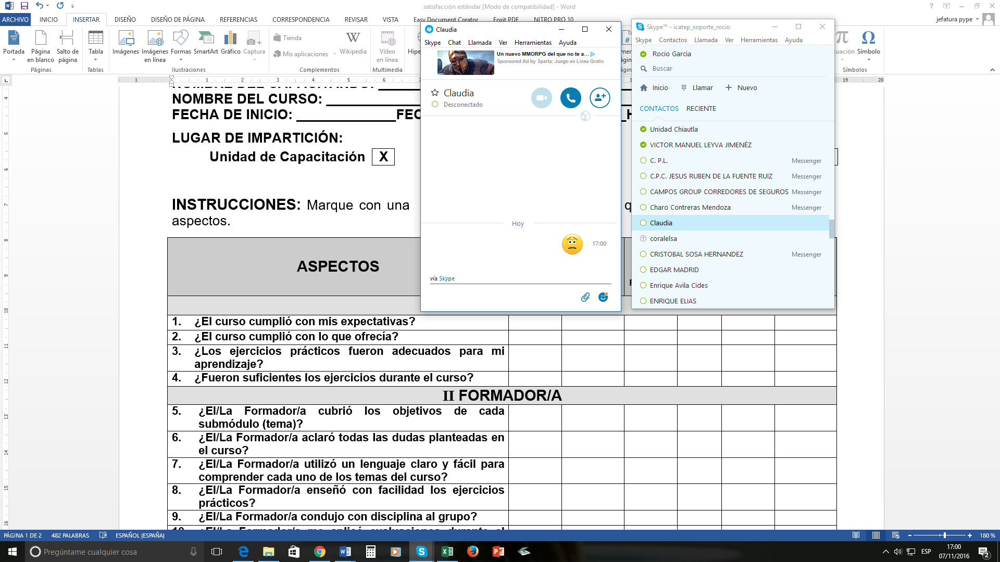 satisfacción estándar [Modo de compatibilidad] - Word
ARCHIVO INICIO INSERTAR DISEÑO DISEÑO DE PÁGINA REFERENCIAS CORRESPONDENCIA REVISAR VISTA Easy Document Creator Foxit PDF NITRO PRO 10
jefatura pype
Portada
Página en blanco
Salto de página
Páginas
Tabla
Tablas
Imágenes
Imágenes en línea
Formas
SmartArt
Gráfico
Captura
Ilustraciones
Tienda
Mis aplicaciones
Wikipedia
Complementos
Vídeo en línea
Multimedia
Símbolo
Símbolos
NOMBRE DEL CURSO:
FECHA DE INICIO:
LUGAR DE IMPARTICIÓN:
Unidad de Capacitación X
INSTRUCCIONES: Marque con una
aspectos.
ASPECTOS
1. ¿El curso cumplió con mis expectativas?
2. ¿El curso cumplió con lo que ofrecía?
3. ¿Los ejercicios prácticos fueron adecuados para mi
aprendizaje?
4. ¿Fueron suficientes los ejercicios durante el curso?
II FORMADOR/A
5. ¿El/La Formador/a cubrió los objetivos de cada
submódulo (tema)?
6. ¿El/La Formador/a aclaró todas las dudas planteadas en
el curso?
7. ¿El/La Formador/a utilizó un lenguaje claro y fácil para
comprender cada uno de los temas del curso?
8. ¿El/La Formador/a enseñó con facilidad los ejercicios
prácticos?
9. ¿El/La Formador/a condujo con disciplina al grupo?
Claudia
Skype Chat Llamada Ver Herramientas Ayuda
Un nuevo MMORPG del que no te a...
Sponsored Ad by Sparta: Juego en Linea Gratis
Claudia
Desconectado
Hoy
17:00
vía Skype
Skype™ - icatep_soporte_rocio
Skype Contactos Llamada Ver Herramientas Ayuda
Rocio Garcia
Buscar
Inicio Llamar Nuevo
CONTACTOS RECIENTE
Unidad Chiautla
VICTOR MANUEL LEYVA JIMENÉZ
C. P.L. Messenger
C.P.C. JESUS RUBEN DE LA FUENTE RUIZ Messenger
CAMPOS GROUP CORREDORES DE SEGUROS Messenger
Charo Contreras Mendoza Messenger
Claudia
coralelsa
CRISTOBAL SOSA HERNANDEZ Messenger
EDGAR MADRID
Enrique Avila Cides
ENRIQUE ELIAS
PÁGINA 1 DE 2 482 PALABRAS ESPAÑOL (ESPAÑA) 180 %
Pregúntame cualquier cosa
ESP
17:00
07/11/2016
2